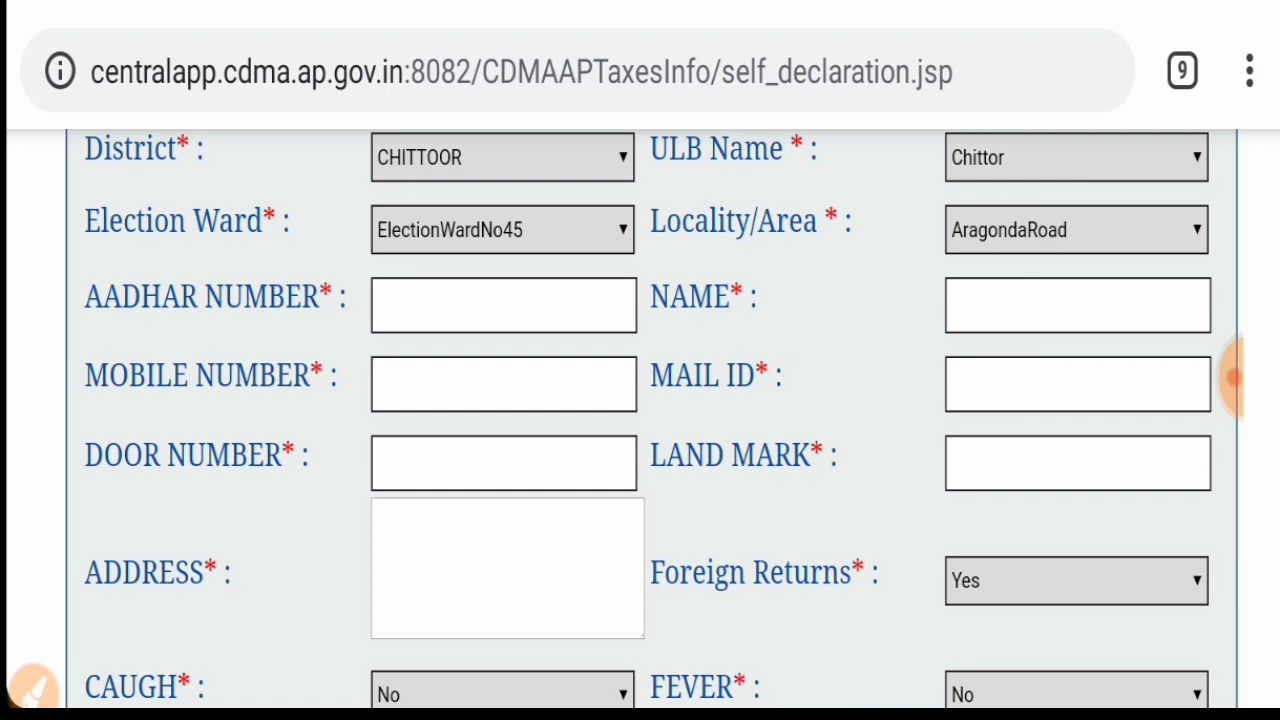 centralapp.cdma.ap.gov.in:8082/CDMAAPTaxesInfo/self_declaration.jsp 9
District* : CHITTOOR ULB Name * : Chittor
Election Ward* : ElectionWardNo45 Locality/Area * : AragondaRoad
AADHAR NUMBER* : NAME* :
MOBILE NUMBER* : MAIL ID* :
DOOR NUMBER* : LAND MARK* :
ADDRESS* : Foreign Returns* : Yes
CAUGH* : No FEVER* : No